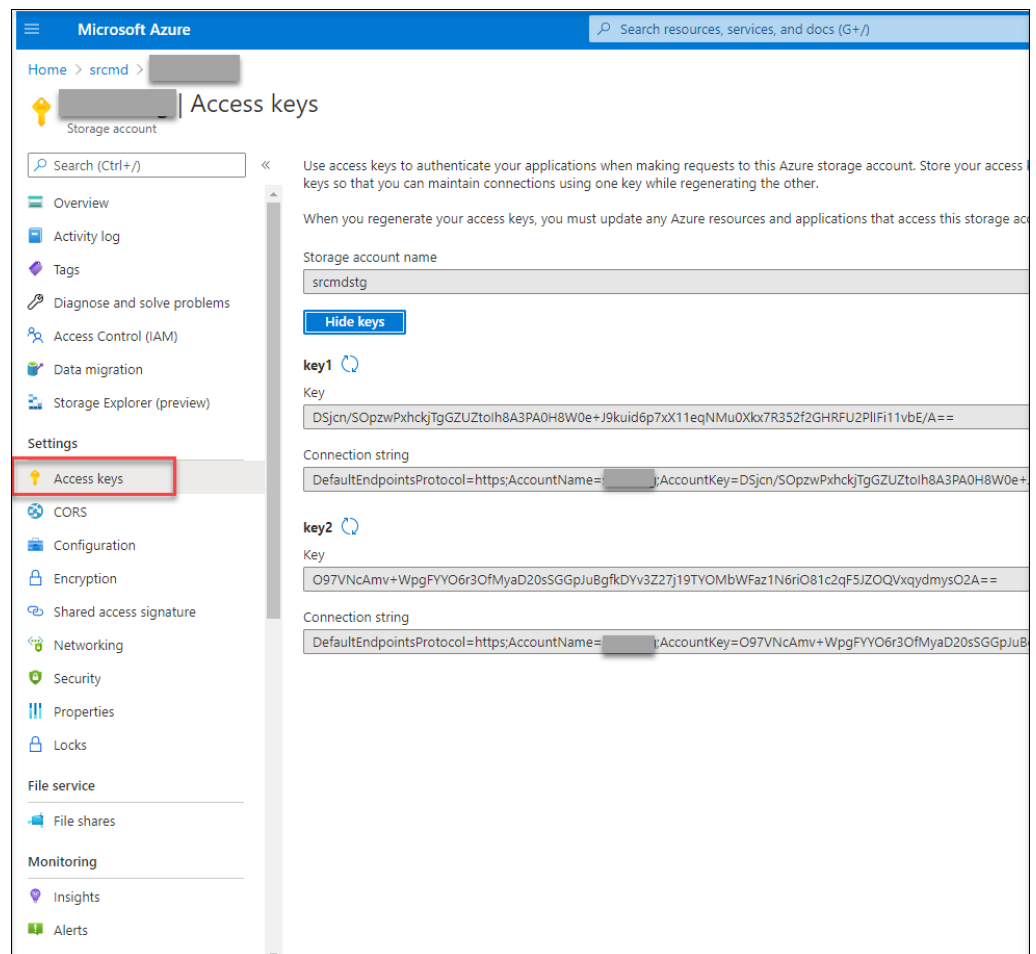 Microsoft Azure
Search resources, services, and docs (G+/)
Home > srcmd >
| Access keys
Storage account
Search (Ctrl+/)
«
Overview
Activity log
Tags
Diagnose and solve problems
Access Control (IAM)
Data migration
Storage Explorer (preview)
Settings
Access keys
CORS
Configuration
Encryption
Shared access signature
Networking
Security
Properties
Locks
File service
File shares
Monitoring
Insights
Alerts
Use access keys to authenticate your applications when making requests to this Azure storage account. Store your access
keys so that you can maintain connections using one key while regenerating the other.
When you regenerate your access keys, you must update any Azure resources and applications that access this storage
Storage account name
srcmdstg
Hide keys
key1
Key
Connection string
DefaultEndpointsProtocol=https;AccountName=
;AccountKey=
key2
Key
O97VNcAmv+WpgFYYO6r3OfMyaD20sSGGpJuBgfkDYv3Z27j19TYOMbWFaz1N6riO81c2qF5JZOQVxqydmysO2A==
Connection string
DefaultEndpointsProtocol=https;AccountName=
;AccountKey=O97VNcAmv+WpgFYYO6r3OfMyaD20sSGGpJuB